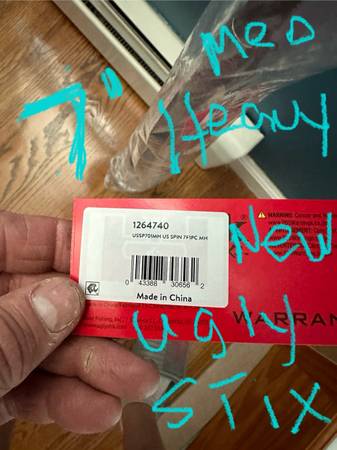 7" MED
Heavy
1264740
USSP701MH US SPIN 7'1PC MH
0 43388 30656 2
Made in China
WARNING:
New
WARRAN
ugly
STIX